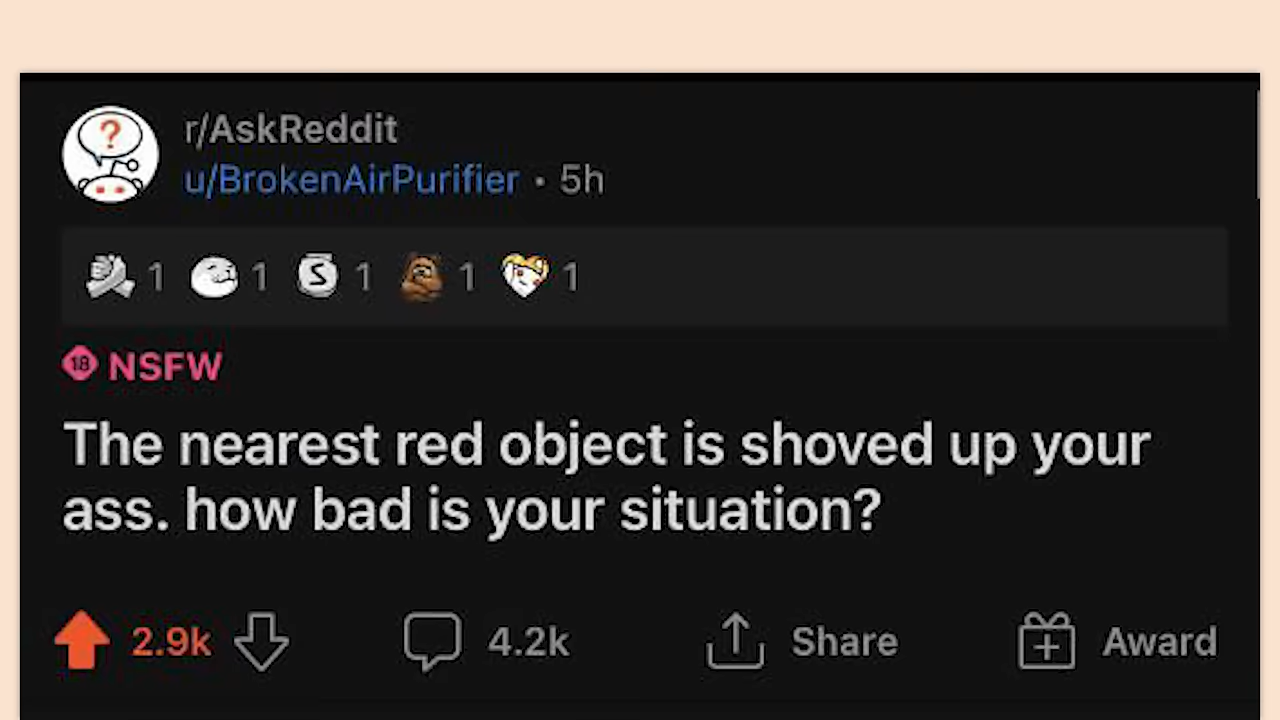 r/AskReddit
u/BrokenAirPurifier • 5h
1 1 S 1 1 1
18 NSFW
The nearest red object is shoved up your
ass. how bad is your situation?
2.9k 4.2k Share Award